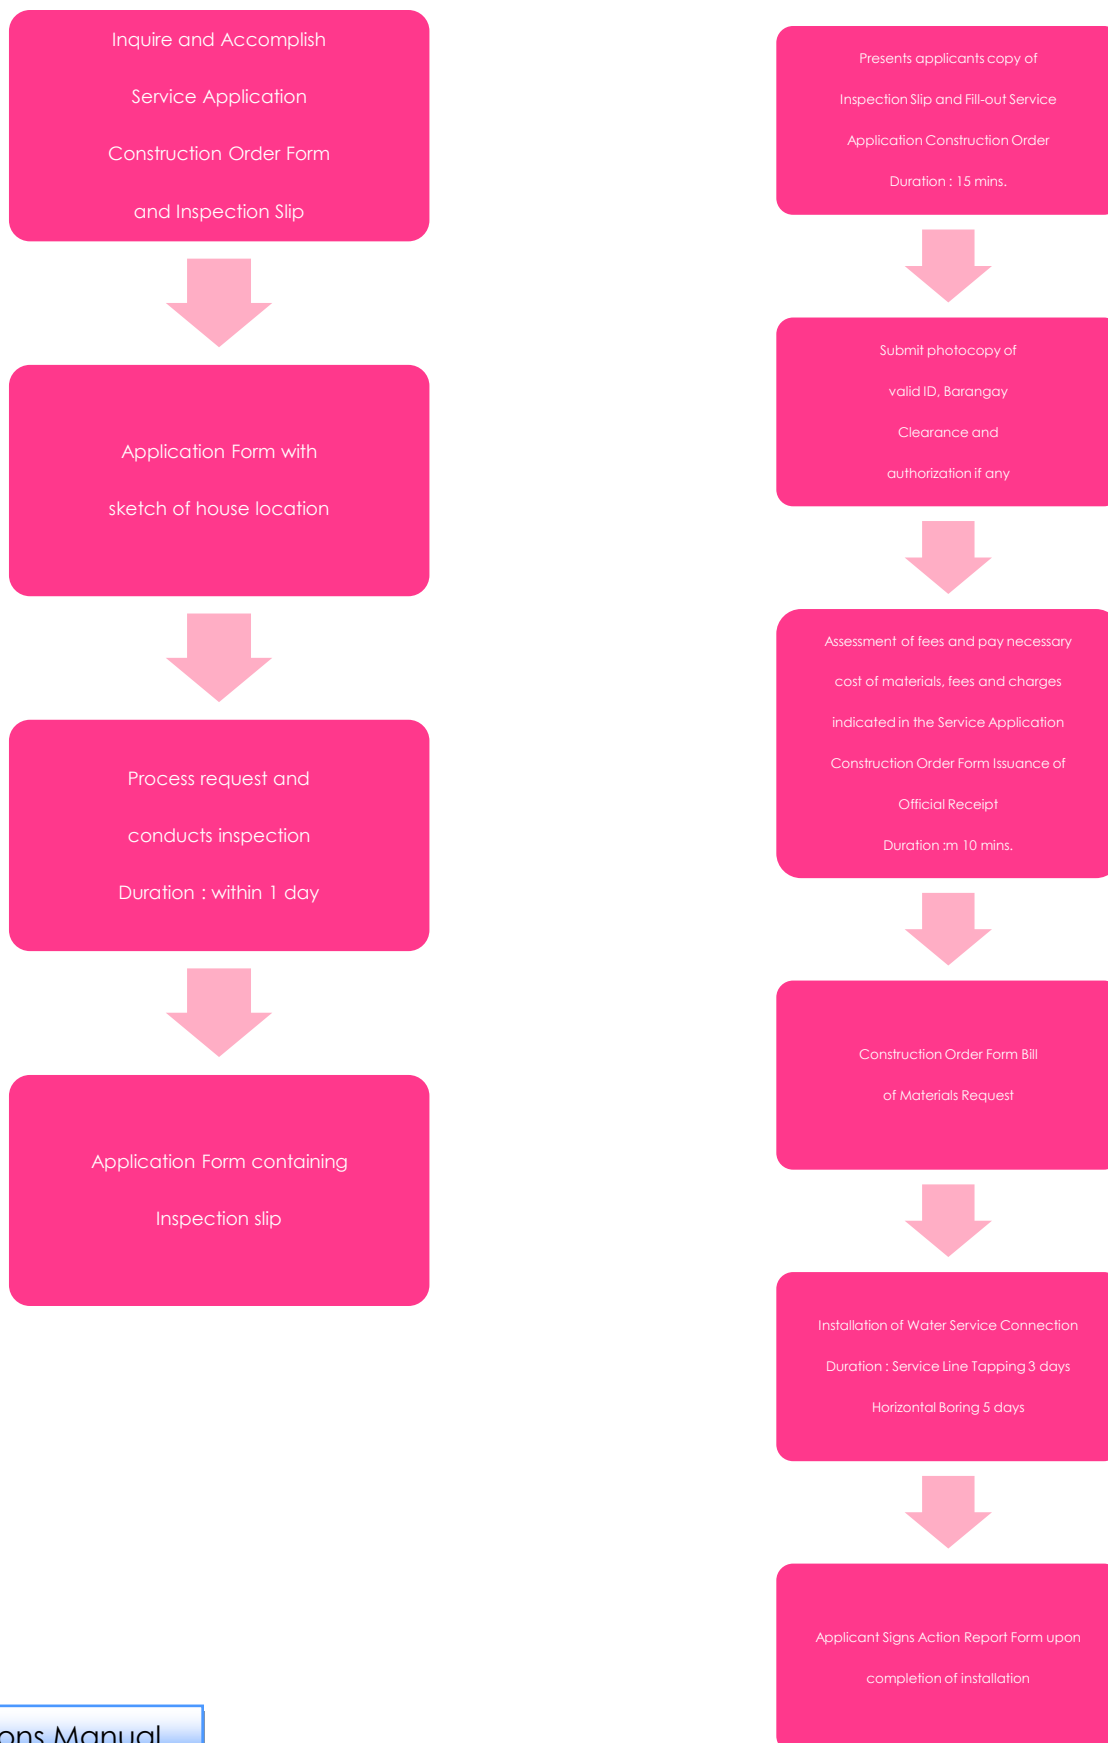 Inquire and Accomplish
Service Application
Construction Order Form
and Inspection Slip
Application Form with
sketch of house location
Process request and
conducts inspection
Duration : within 1 day
Application Form containing
Inspection slip
Presents applicants copy of
Inspection Slip and Fill-out Service
Application Construction Order
Duration : 15 mins.
Submit photocopy of
valid ID, Barangay
Clearance and
authorization if any
Assessment of fees and pay necessary
cost of materials, fees and charges
indicated in the Service Application
Construction Order Form Issuance of
Official Receipt
Duration :m 10 mins.
Construction Order Form Bill
of Materials Request
Installation of Water Service Connection
Duration : Service Line Tapping 3 days
Horizontal Boring 5 days
Applicant Signs Action Report Form upon
completion of installation
Manual